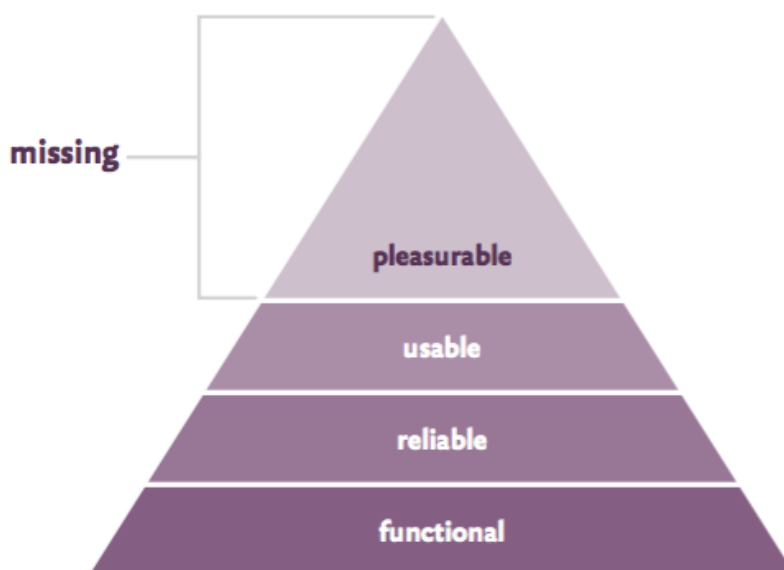 missing
pleasurable
usable
reliable
functional